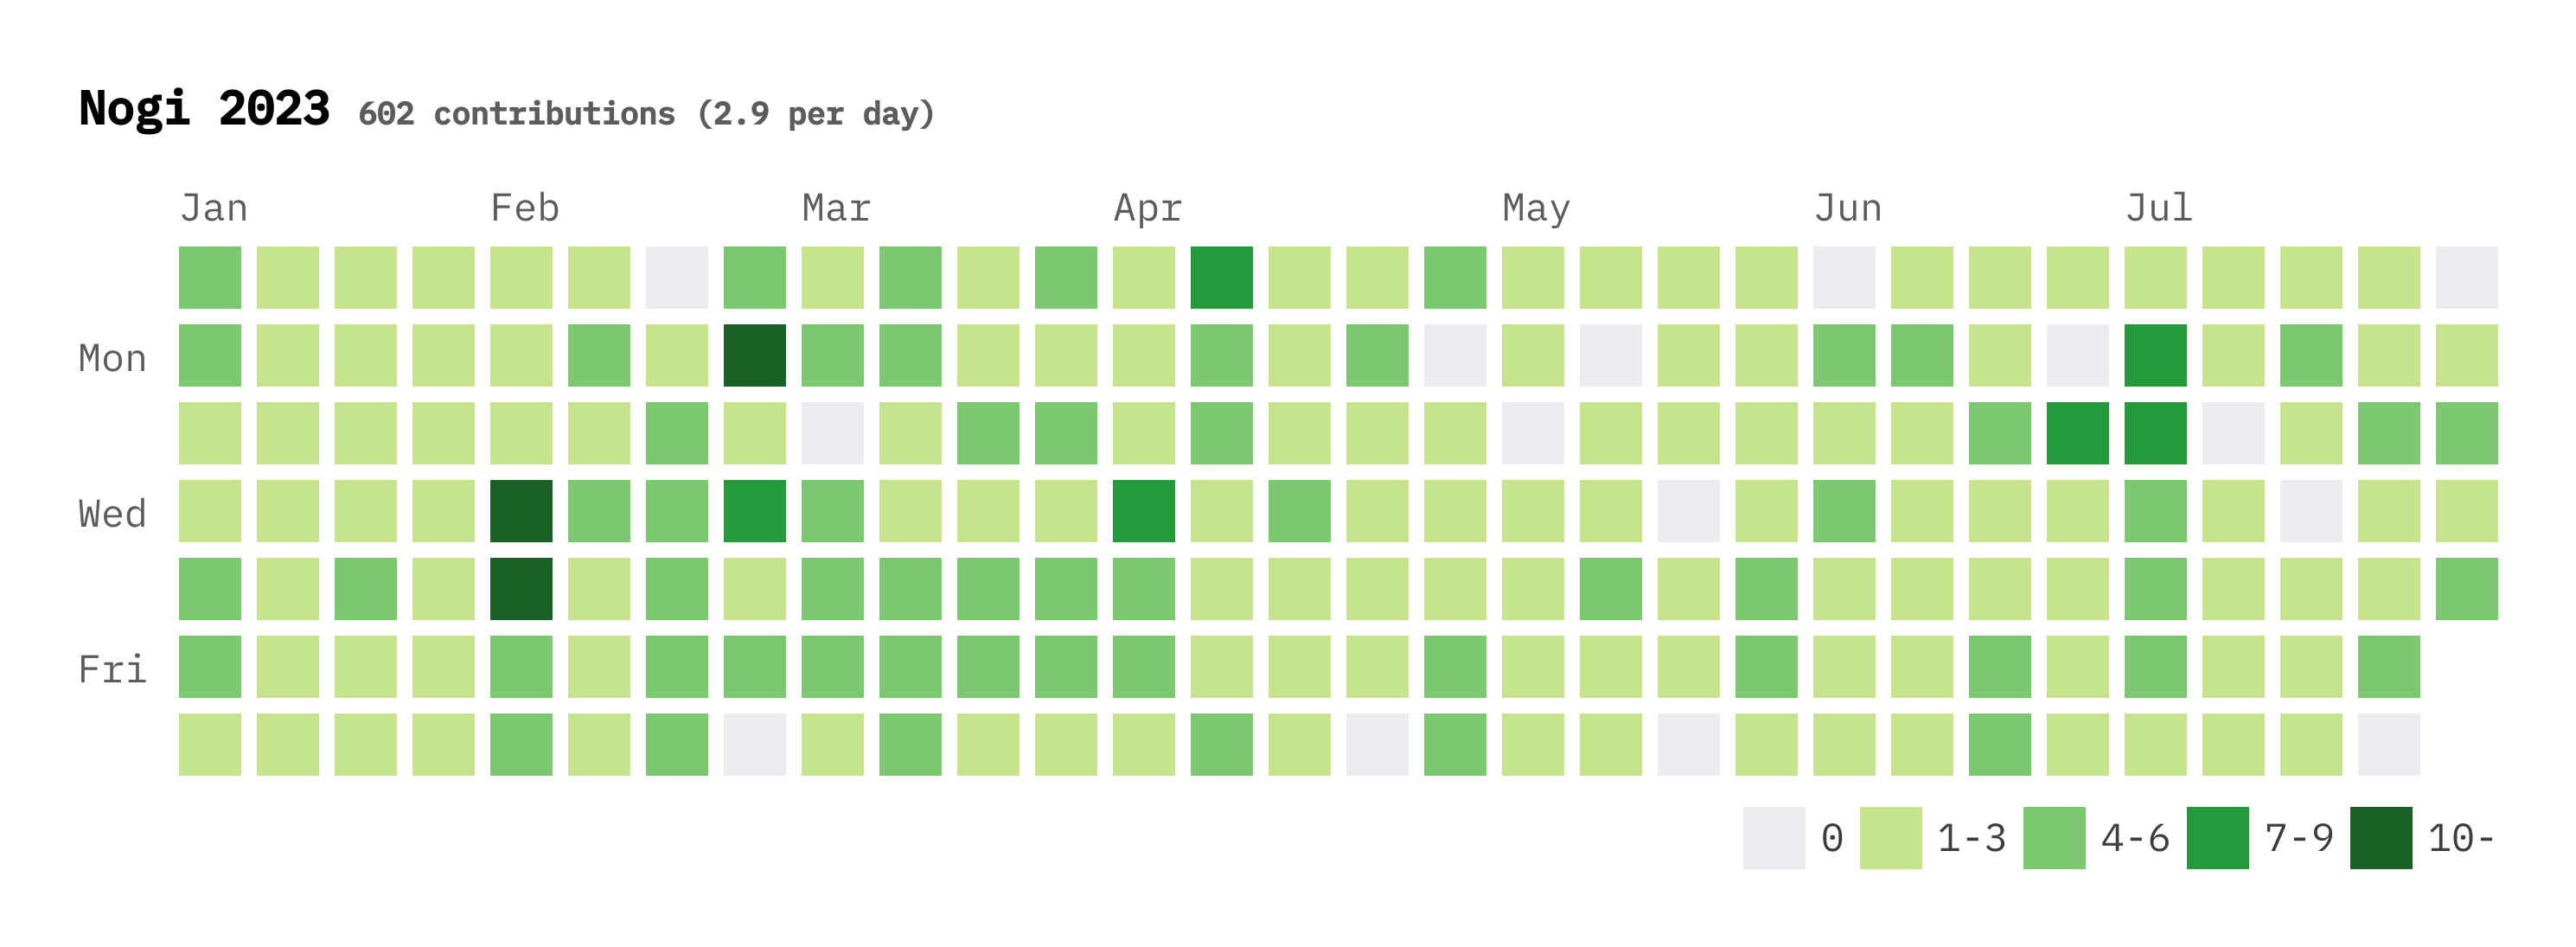 Nogi 2023 602 contributions (2.9 per day)
Jan Feb Mar Apr May Jun Jul
Mon
Wed
Fri
0 1-3 4-6 7-9 10-